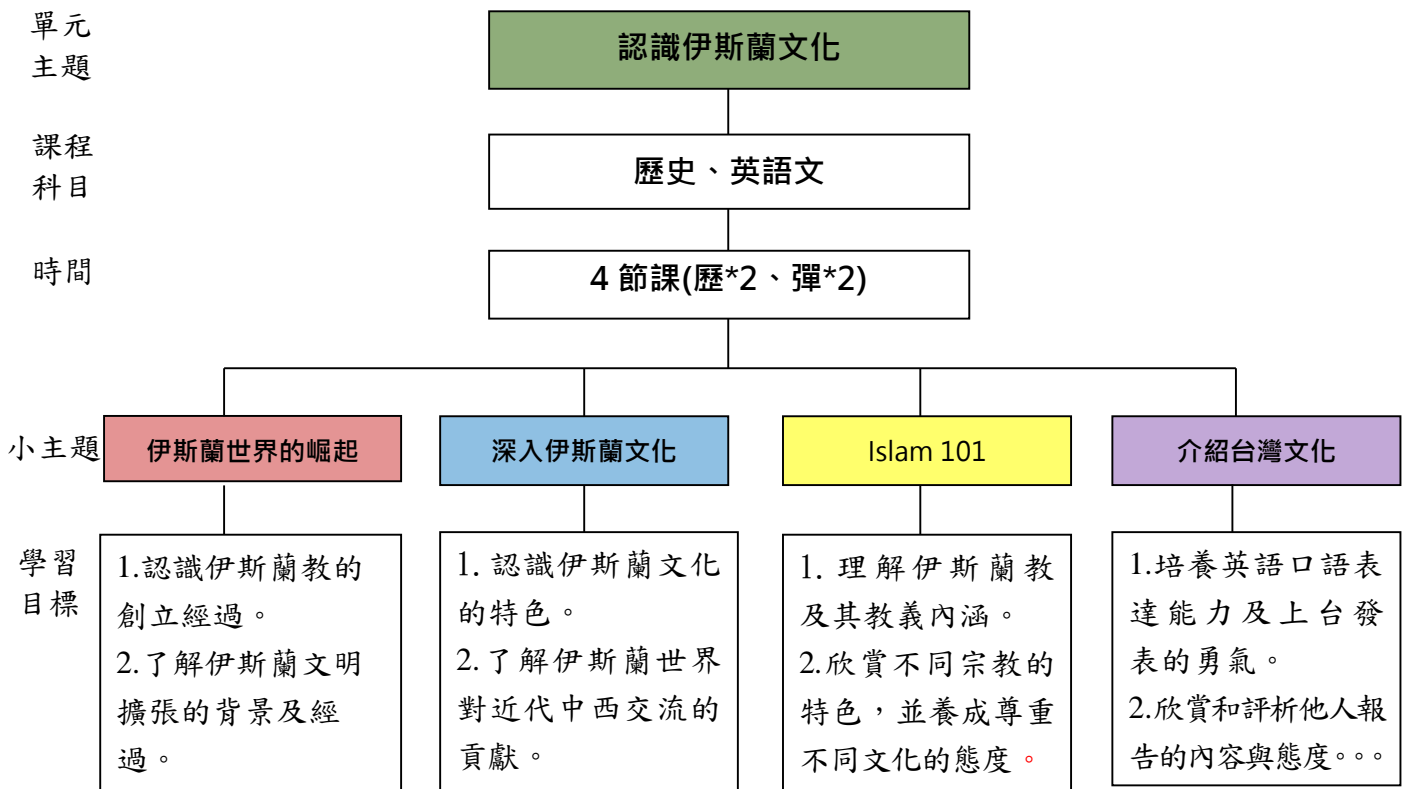 單元
主題
認識伊斯蘭文化
課程
科目
歷史、英語文
時間
4 節課(歷*2、彈*2)
小主題
伊斯蘭世界的崛起
深入伊斯蘭文化
Islam 101
介紹台灣文化
學習
目標
1.認識伊斯蘭教的
創立經過。
2.了解伊斯蘭文明
擴張的背景及經
過。
1. 認識伊斯蘭文化
的特色。
2.了解伊斯蘭世界
對近代中西交流的
貢獻。
1. 理解伊斯蘭教
及其教義內涵。
2.欣賞不同宗教的
特色，並養成尊重
不同文化的態度。
1.培養英語口語表
達能力及上台發
表的勇氣。
2.欣賞和評析他人報
告的內容與態度。。。